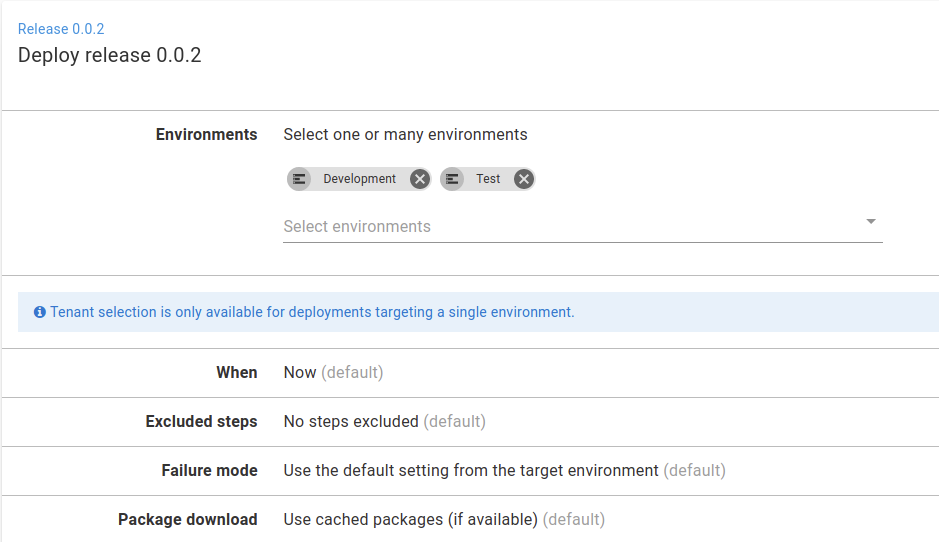 Release 0.0.2
Deploy release 0.0.2
Environments Select one or many environments
Development Test
Select environments
Tenant selection is only available for deployments targeting a single environment.
When Now (default)
Excluded steps No steps excluded (default)
Failure mode Use the default setting from the target environment (default)
Package download Use cached packages (if available) (default)